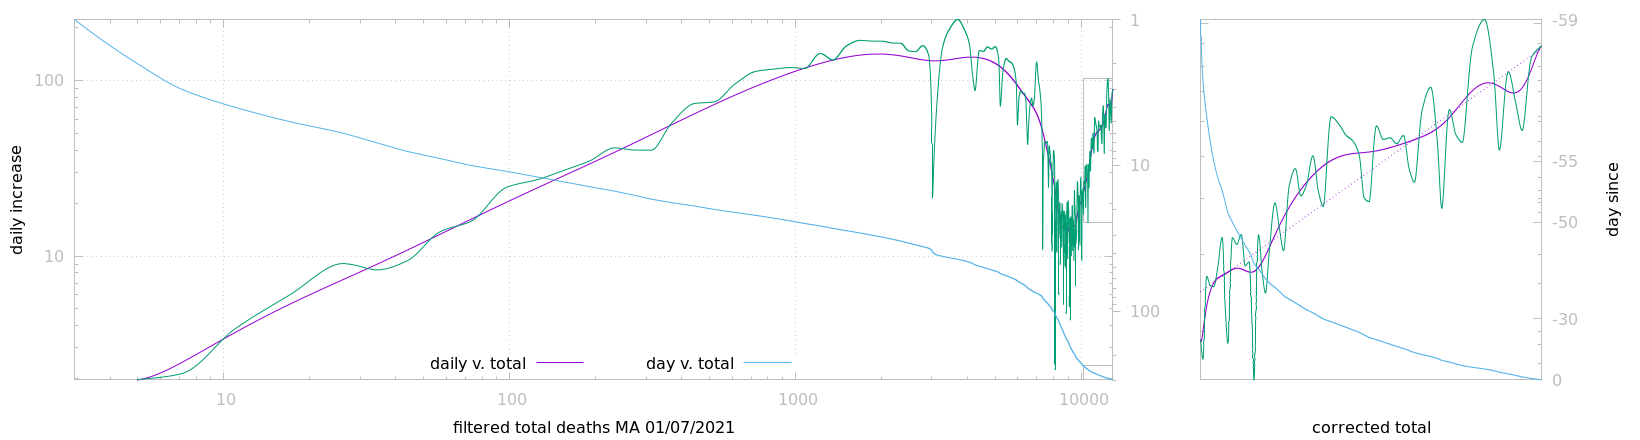 daily increase
100
10
daily v. total
day v. total
10
100
1000
10000
filtered total deaths MA 01/07/2021
1
10
100
-59
-55
-50
-30
0
day since
corrected total